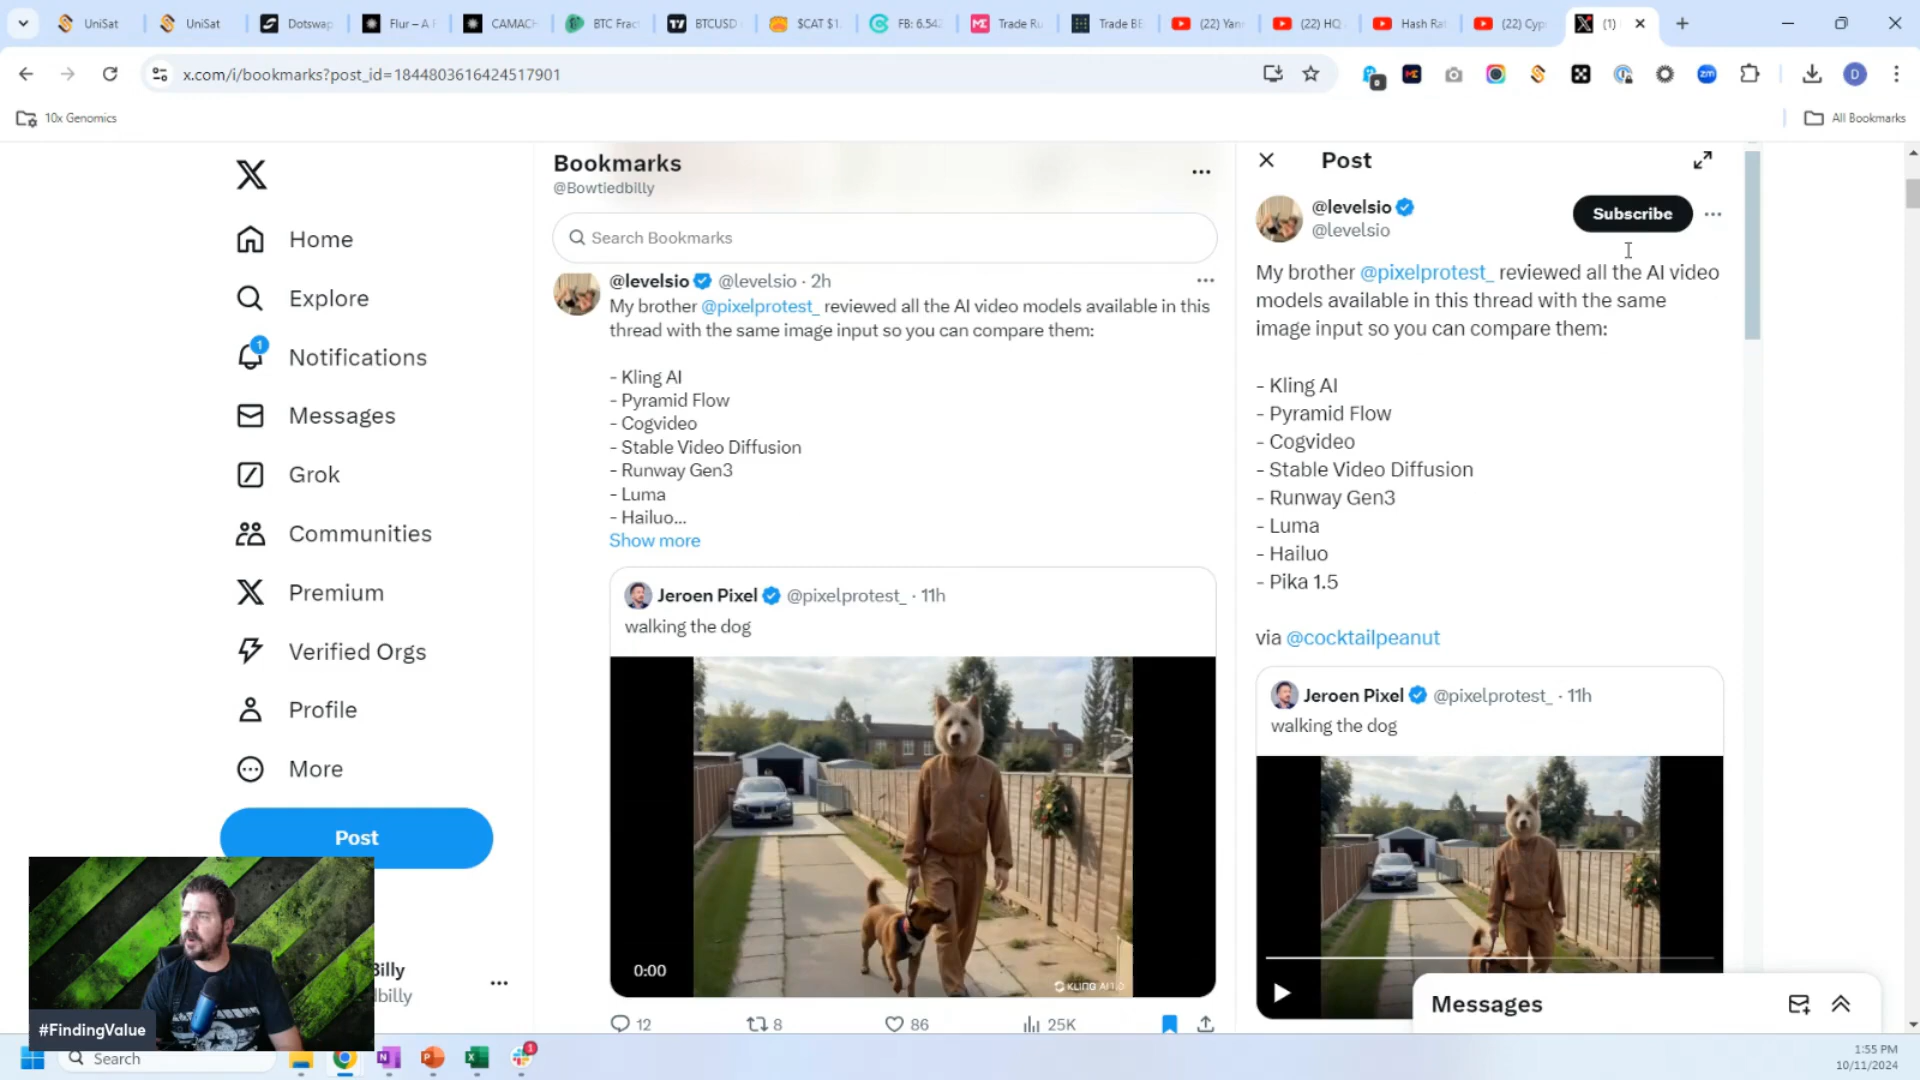 UniSat
UniSat
Dotswap
Flur – A F
CAMACH
BTC Frac
BTCUSD
$CAT $1.
FB: 6.542
Trade Ru
Trade BE
(22) Yan
(22) HQ
Hash Ra
(22) Cyp
(1)
x.com/i/bookmarks?post_id=1844803616424517901
10x Genomics
All Bookmarks
Home
Explore
1
Notifications
Messages
Grok
Communities
Premium
Verified Orgs
Profile
More
Post
Billy
#FindingValue
Bookmarks
@Bowtiedbilly
Search Bookmarks
@levelsio @levelsio · 2h
My brother @pixelprotest_ reviewed all the AI video models available in this
thread with the same image input so you can compare them:
- Kling AI
- Pyramid Flow
- Cogvideo
- Stable Video Diffusion
- Runway Gen3
- Luma
- Hailuo...
Show more
Jeroen Pixel @pixelprotest_ · 11h
walking the dog
0:00
KLING AI 1.0
12
8
86
25K
Post
@levelsio
Subscribe
@levelsio
My brother @pixelprotest_ reviewed all the AI video
models available in this thread with the same
image input so you can compare them:
- Kling AI
- Pyramid Flow
- Cogvideo
- Stable Video Diffusion
- Runway Gen3
- Luma
- Hailuo
- Pika 1.5
via @cocktailpeanut
Jeroen Pixel @pixelprotest_ · 11h
walking the dog
Messages
Search
1:55 PM
10/11/2024